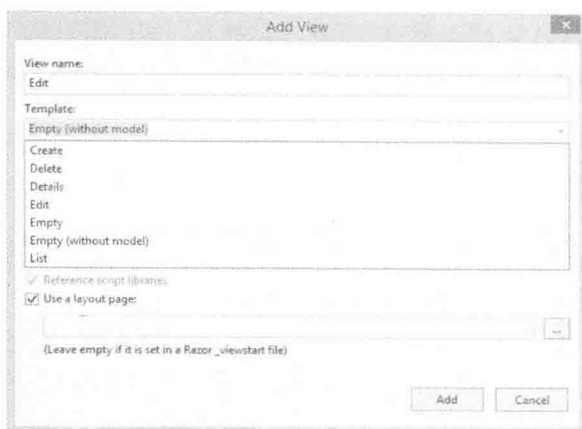 Add View
View name:
Edit
Template:
Empty (without model)
Create
Delete
Details
Edit
Empty
Empty (without model)
List
Reference script libraries
Use a layout page:
...
(Leave empty if it is set in a Razor _viewstart file)
Add Cancel